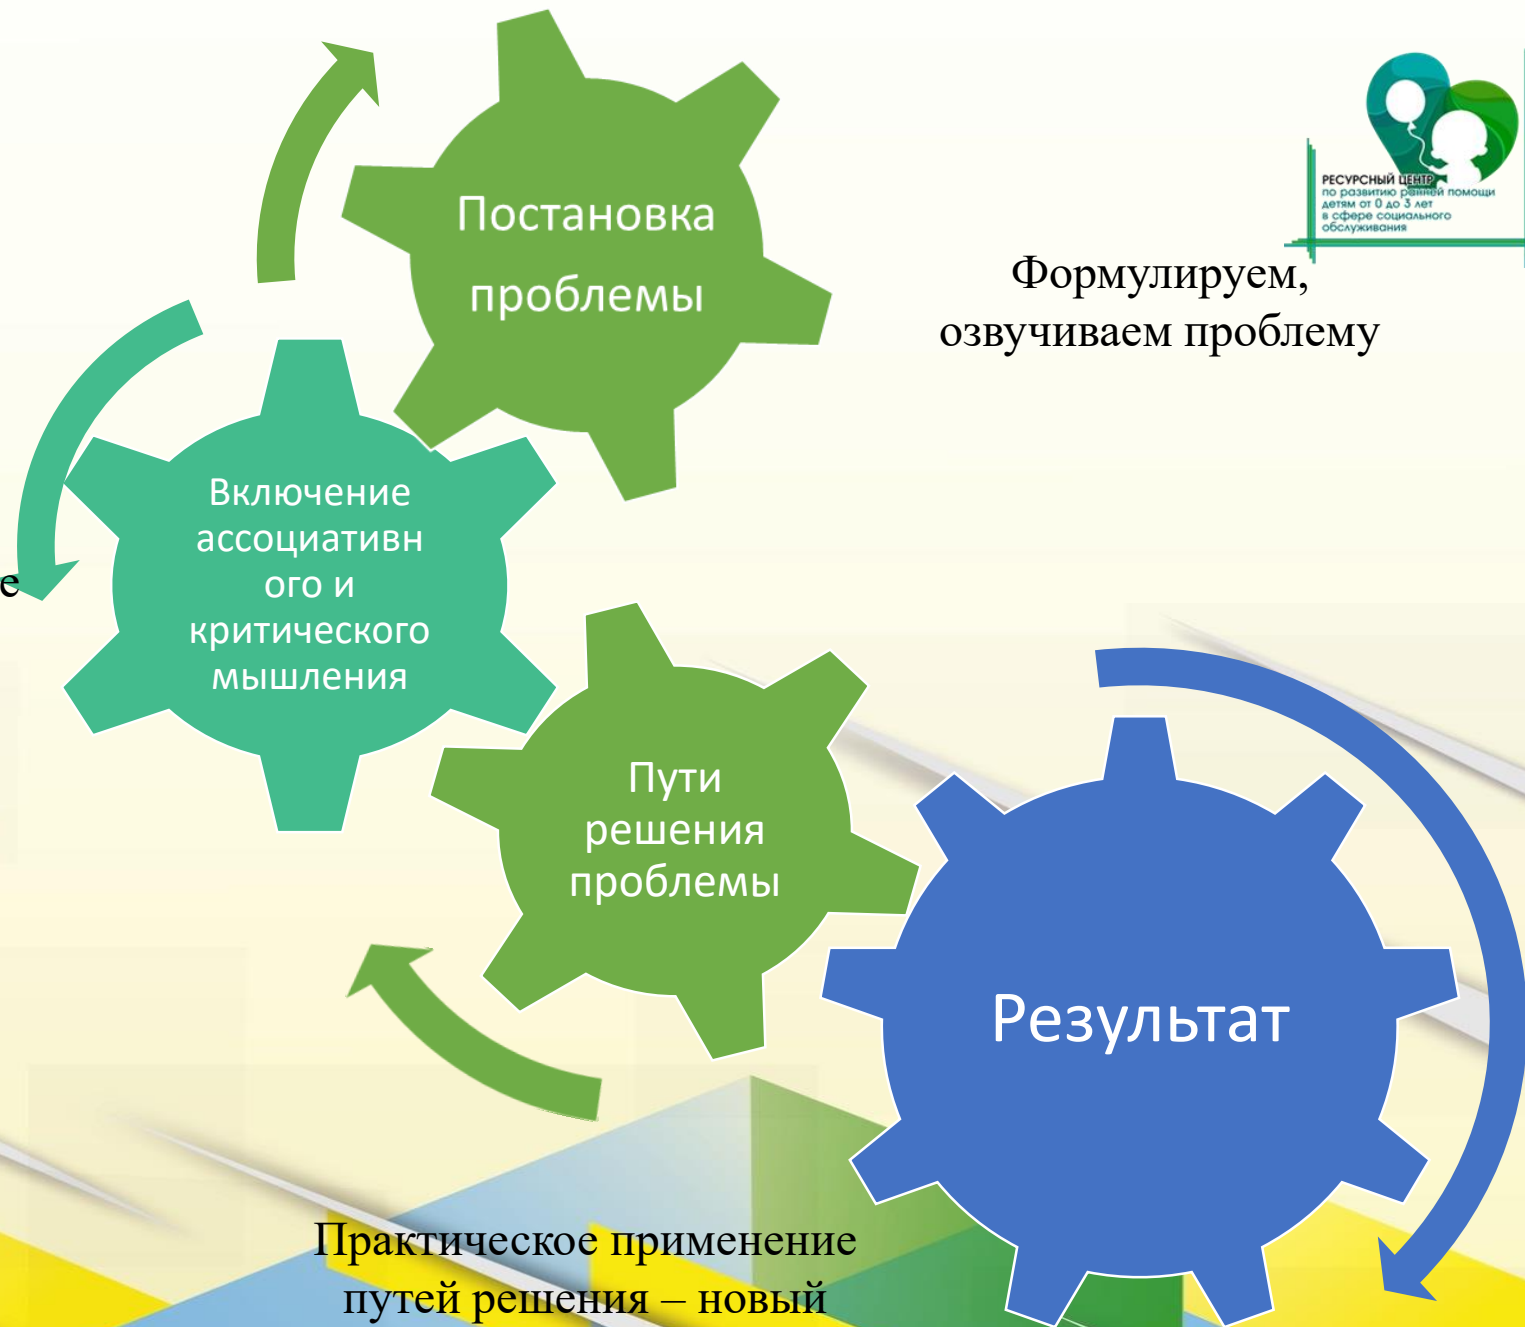 Постановка
проблемы
РЕСУРСНЫЙ ЦЕНТР
по развитию ранней помощи
детям от 0 до 3 лет
в сфере социального
обслуживания
Формулируем,
озвучиваем проблему
Включение
ассоциативн
ого и
критического
мышления
е
Пути
решения
проблемы
Результат
Практическое применение
путей решения – новый